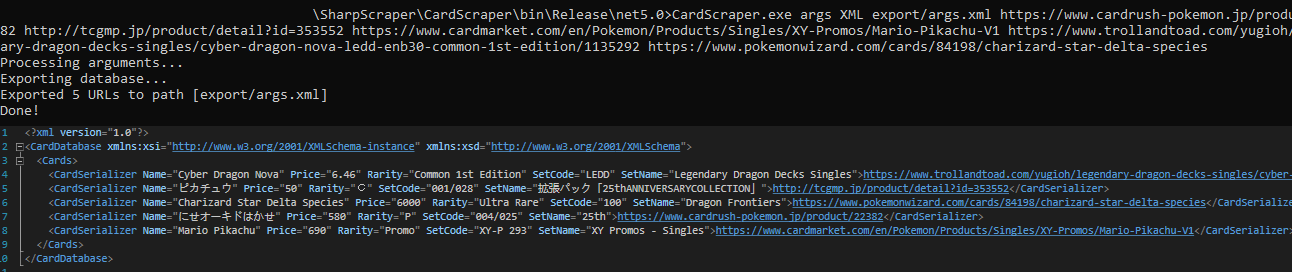 \SharpScraper\CardScraper\bin\Release\net5.0>CardScraper.exe args XML export/args.xml https://www.cardrush-pokemon.jp/produ
82 http://tcgmp.jp/product/detail?id=353552 https://www.cardmarket.com/en/Pokemon/Products/Singles/XY-Promos/Mario-Pikachu-V1 https://www.trollandtoad.com/yugioh/
ary-dragon-decks-singles/cyber-dragon-nova-ledd-enb30-common-1st-edition/1135292 https://www.pokemonwizard.com/cards/84198/charizard-star-delta-species
Processing arguments...
Exporting database...
Exported 5 URLs to path [export/args.xml]
Done!
1 <?xml version="1.0"?>
2 <CardDatabase xmlns:xsi="http://www.w3.org/2001/XMLSchema-instance" xmlns:xsd="http://www.w3.org/2001/XMLSchema">
3 <Cards>
4 <CardSerializer Name="Cyber Dragon Nova" Price="6.46" Rarity="Common 1st Edition" SetCode="LEDD" SetName="Legendary Dragon Decks Singles">https://www.trollandtoad.com/yugioh/legendary-dragon-decks-singles/cyber-
5 <CardSerializer Name="ピカチュウ" Price="50" Rarity="C" SetCode="001/028" SetName="拡張パック「25thANNIVERSARYCOLLECTION」">http://tcgmp.jp/product/detail?id=353552</CardSerializer>
6 <CardSerializer Name="Charizard Star Delta Species" Price="6000" Rarity="Ultra Rare" SetCode="100" SetName="Dragon Frontiers">https://www.pokemonwizard.com/cards/84198/charizard-star-delta-species</CardSerializer
7 <CardSerializer Name="にせオーキドはかせ" Price="580" Rarity="P" SetCode="004/025" SetName="25th">https://www.cardrush-pokemon.jp/product/22382</CardSerializer>
8 <CardSerializer Name="Mario Pikachu" Price="690" Rarity="Promo" SetCode="XY-P 293" SetName="XY Promos - Singles">https://www.cardmarket.com/en/Pokemon/Products/Singles/XY-Promos/Mario-Pikachu-V1</CardSerializer>
9 </Cards>
10 </CardDatabase>